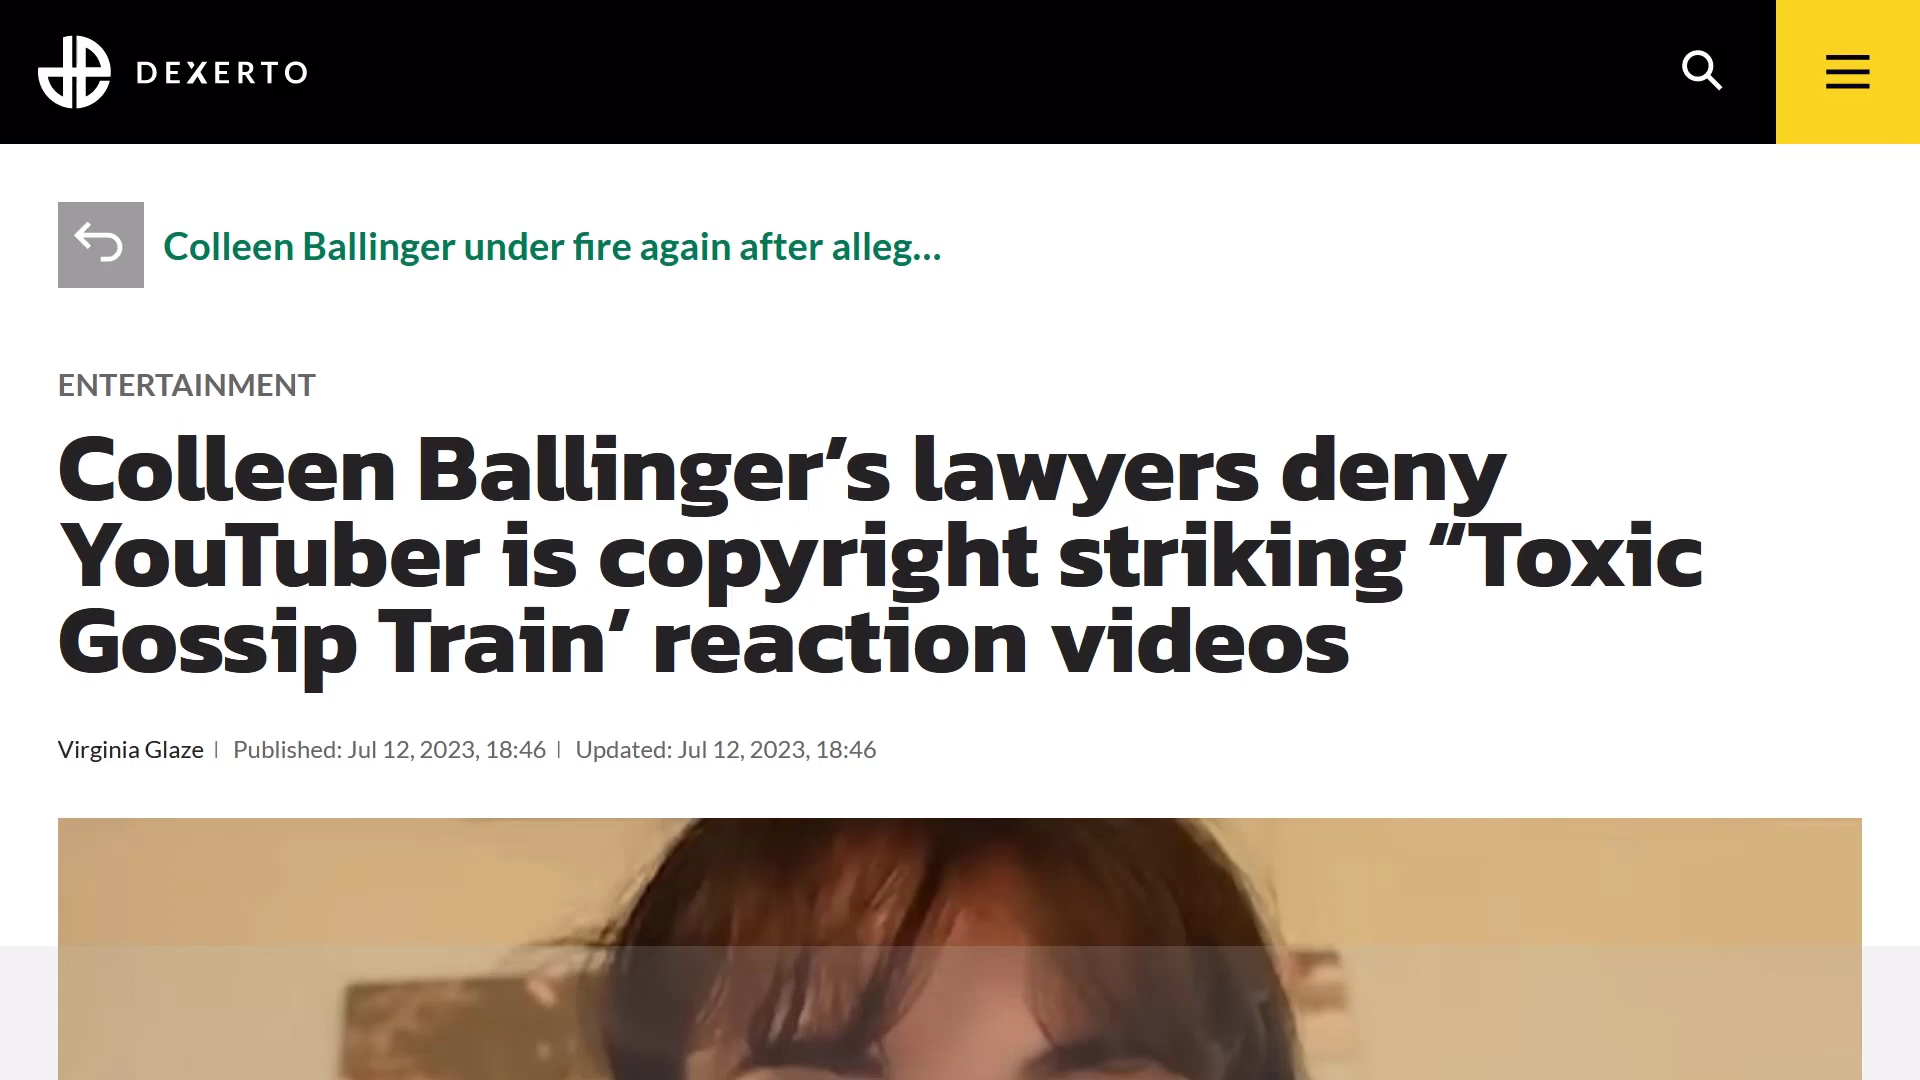 DEXERTO
Colleen Ballinger under fire again after alleg...
ENTERTAINMENT
Colleen Ballinger’s lawyers deny
YouTuber is copyright striking “Toxic
Gossip Train’ reaction videos
Virginia Glaze | Published: Jul 12, 2023, 18:46 | Updated: Jul 12, 2023, 18:46